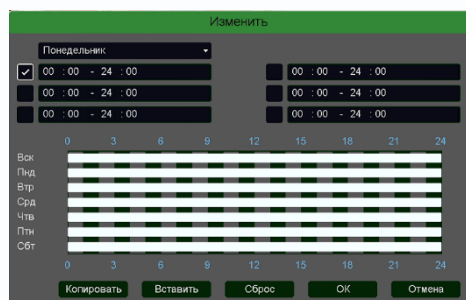 Изменить
Понедельник
00 :00 - 24 :00 00 :00 - 24 :00
00 :00 - 24 :00 00 :00 - 24 :00
00 :00 - 24 :00 00 :00 - 24 :00
0 3 6 9 12 15 18 21 24
Вск
Пнд
Втр
Срд
Чтв
Птн
Сбт
0 3 6 9 12 15 18 21 24
Копировать Вставить Сброс ОК Отмена